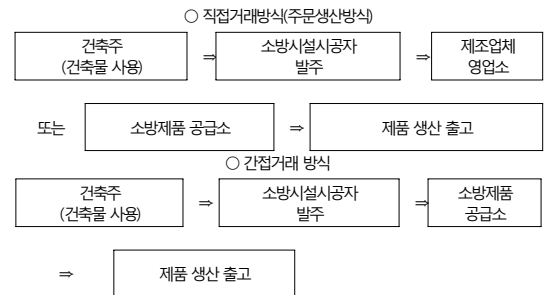 ○ 직접거래방식(주문생산방식)
건축주 ⇒ 소방시설시공자 ⇒ 제조업체
(건축물 사용) 발주 영업소
또는 소방제품 공급소 ⇒ 제품 생산 출고
○ 간접거래 방식
건축주 ⇒ 소방시설시공자 ⇒ 소방제품
(건축물 사용) 발주 공급소
⇒ 제품 생산 출고